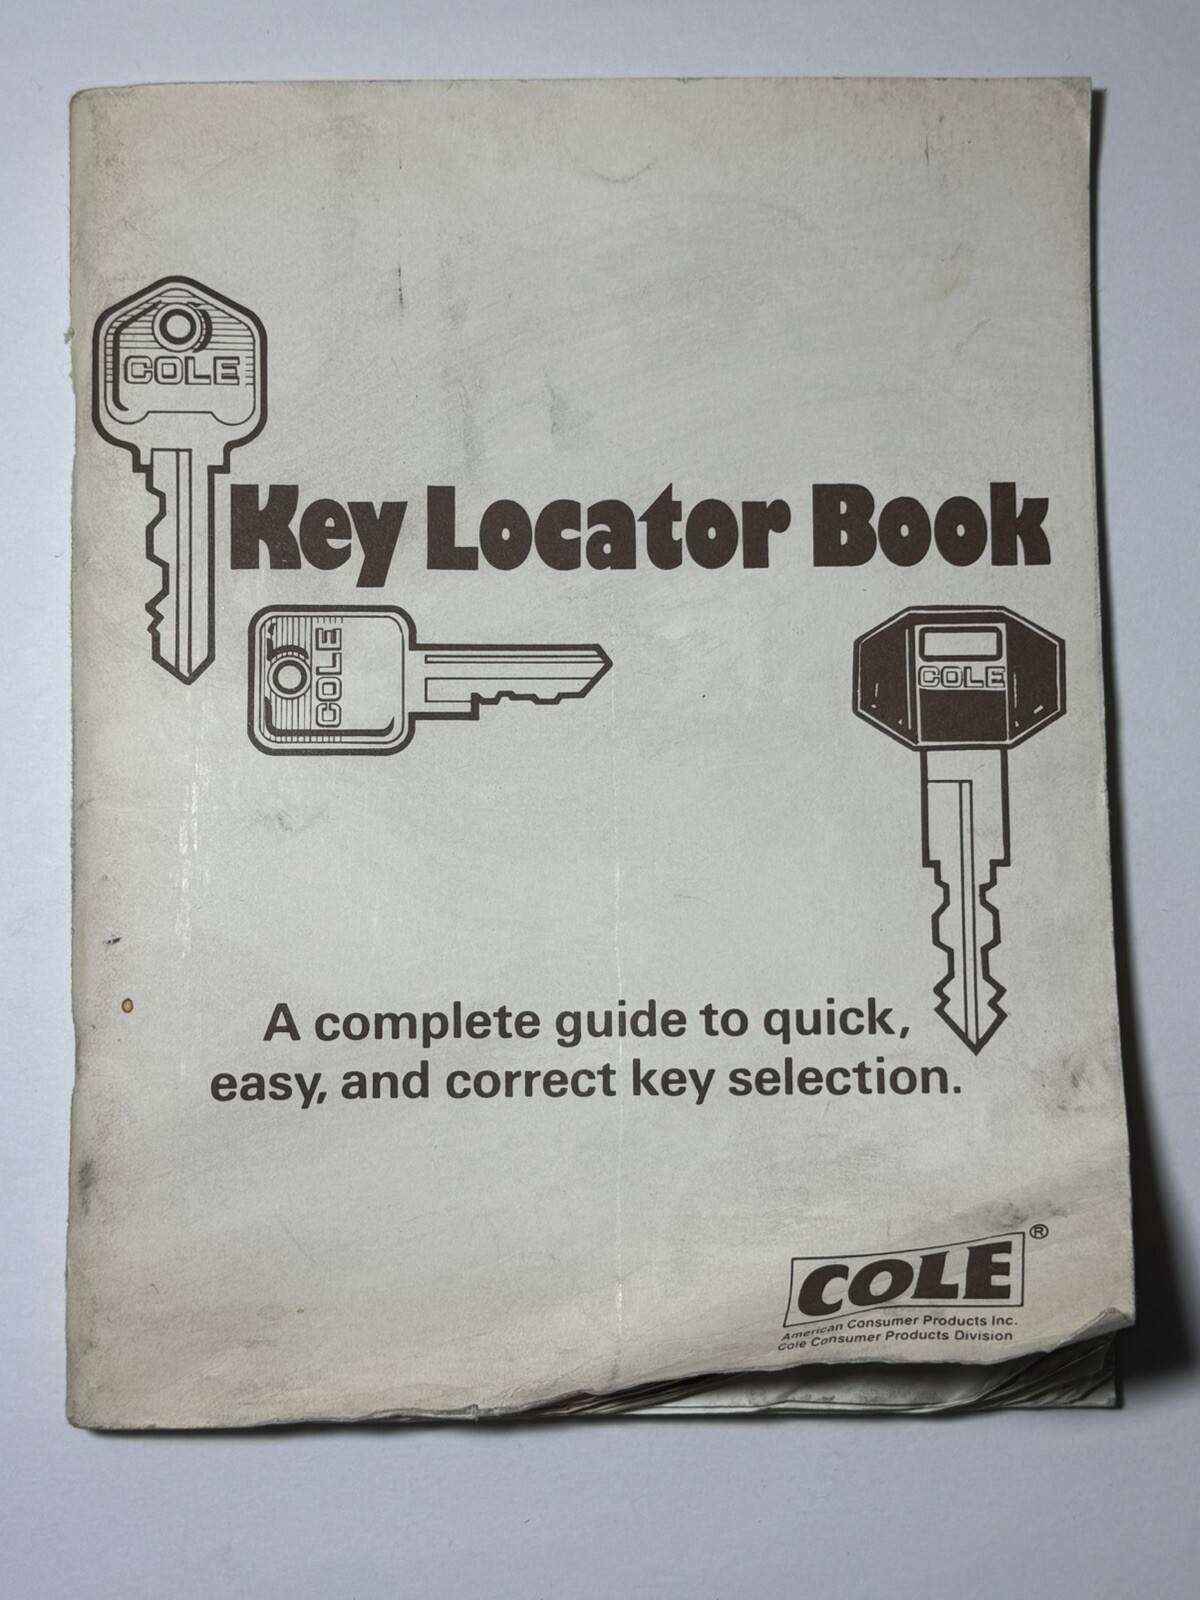 COLE
Key Locator Book
COLE
COLE
A complete guide to quick,
easy, and correct key selection.
COLE®
American Consumer Products Inc.
Cole Consumer Products Division